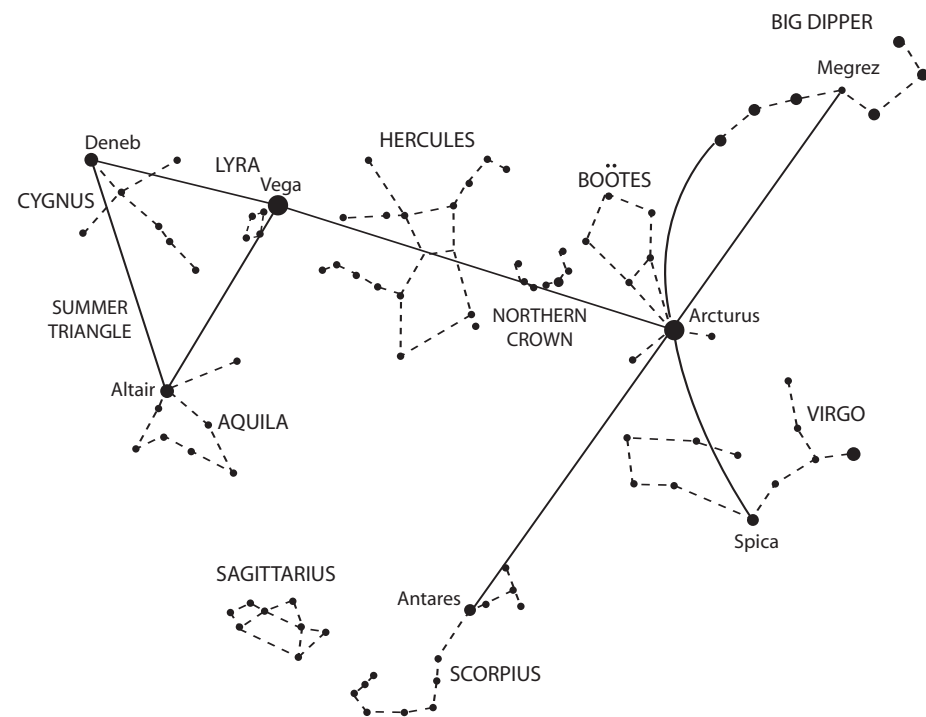 BIG DIPPER
Megrez
Deneb
LYRA
HERCULES
Vega
BOÖTES
CYGNUS
SUMMER
TRIANGLE
NORTHERN
CROWN
Arcturus
Altair
AQUILA
VIRGO
Spica
SAGITTARIUS
Antares
SCORPIUS